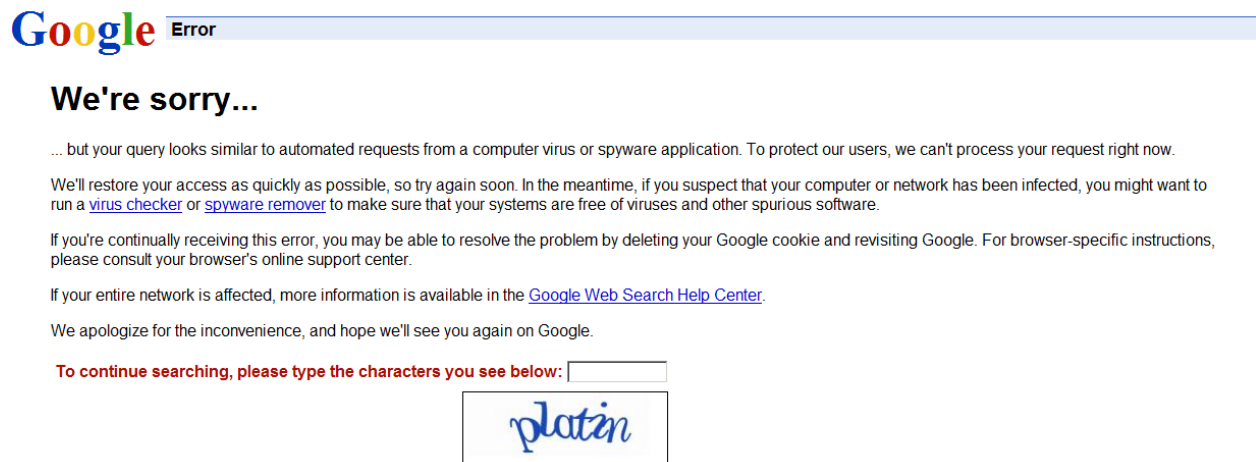 Google Error
We're sorry...
... but your query looks similar to automated requests from a computer virus or spyware application. To protect our users, we can't process your request right now.
We'll restore your access as quickly as possible, so try again soon. In the meantime, if you suspect that your computer or network has been infected, you might want to
run a virus checker or spyware remover to make sure that your systems are free of viruses and other spurious software.
If you're continually receiving this error, you may be able to resolve the problem by deleting your Google cookie and revisiting Google. For browser-specific instructions,
please consult your browser's online support center.
If your entire network is affected, more information is available in the Google Web Search Help Center.
We apologize for the inconvenience, and hope we'll see you again on Google.
To continue searching, please type the characters you see below:
platin